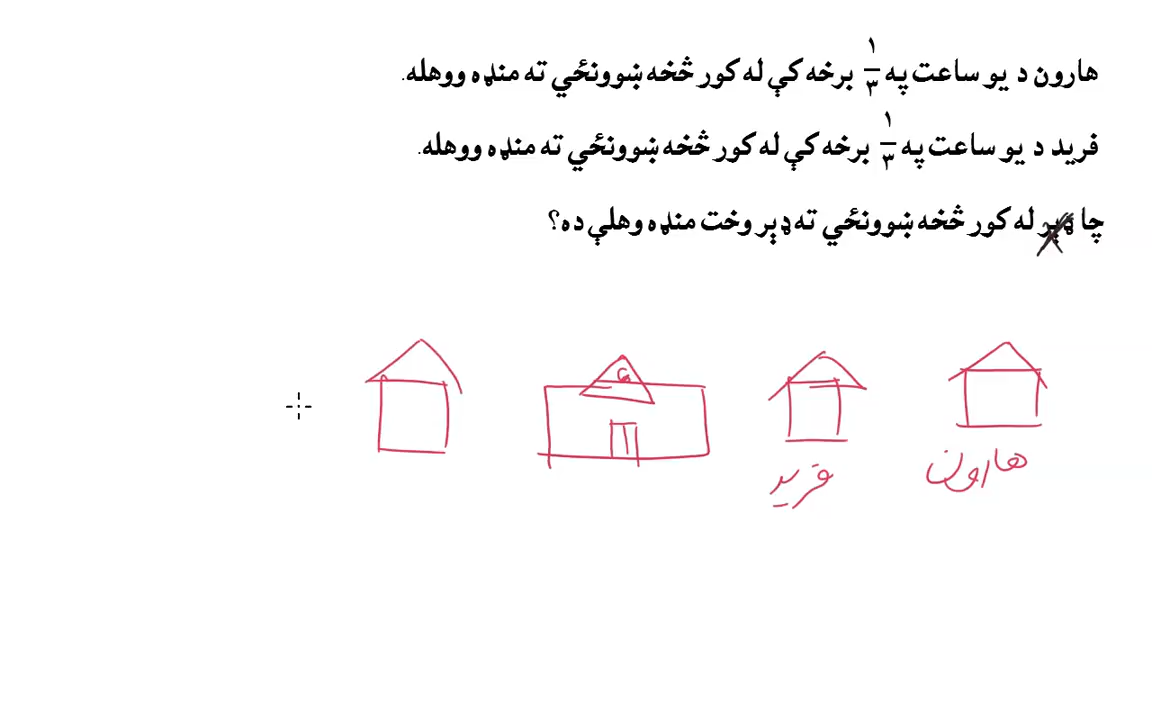 هارون د یو ساعت په ۱/۳ برخه کې له کور څخه ښوونځي ته منډه ووهله.
فرید د یو ساعت په ۱/۳ برخه کې له کور څخه ښوونځي ته منډه ووهله.
چا ډېر له کور څخه ښوونځي ته ډېر وخت منډه وهلې ده؟
هارون
فرید